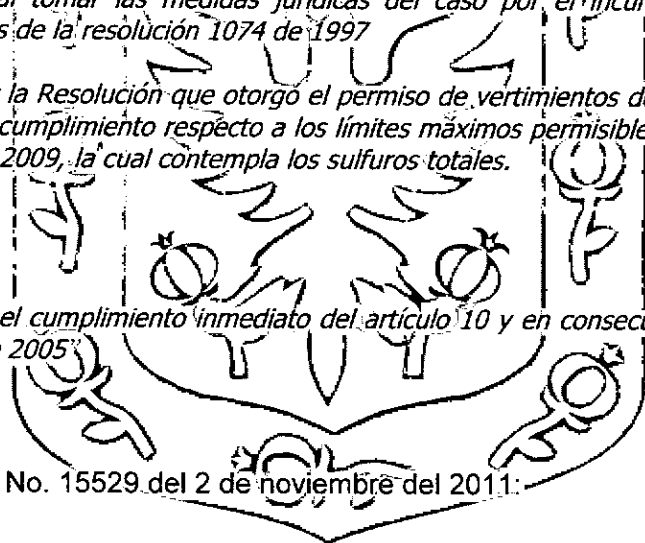 tomar las medidas jurídicas del caso por el
s de la resolución 1074 de 1997
la Resolución que otorgó el permiso de vertimientos d
cumplimiento respecto a los límites máximos permisible
2009, la cual contempla los sulfuros totales.
el cumplimiento inmediato del artículo 10 y en consecu
2005"
No. 15529 del 2 de noviembre del 2011: